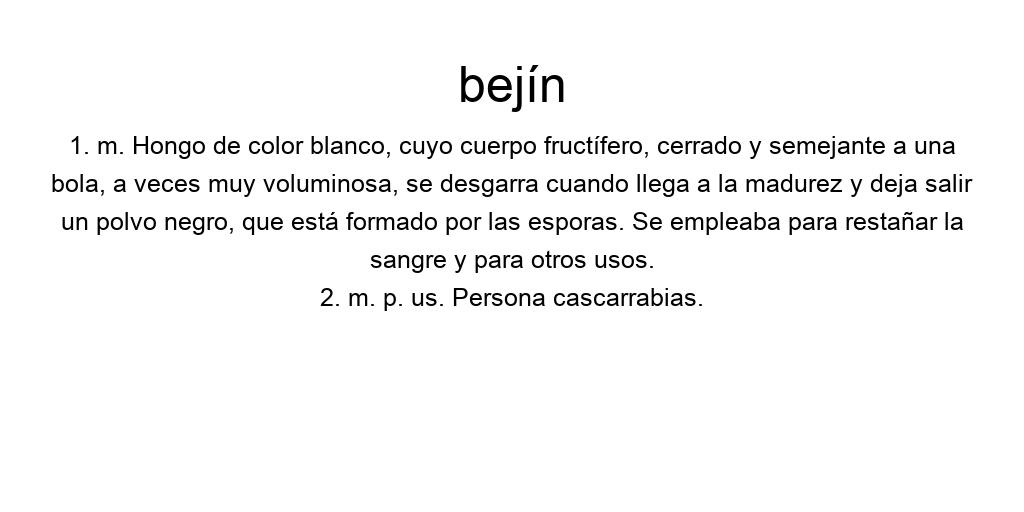 bejín
1. m. Hongo de color blanco, cuyo cuerpo fructífero, cerrado y semejante a una
bola, a veces muy voluminosa, se desgarra cuando llega a la madurez y deja salir
un polvo negro, que está formado por las esporas. Se empleaba para restañar la
sangre y para otros usos.
2. m. p. us. Persona cascarrabias.